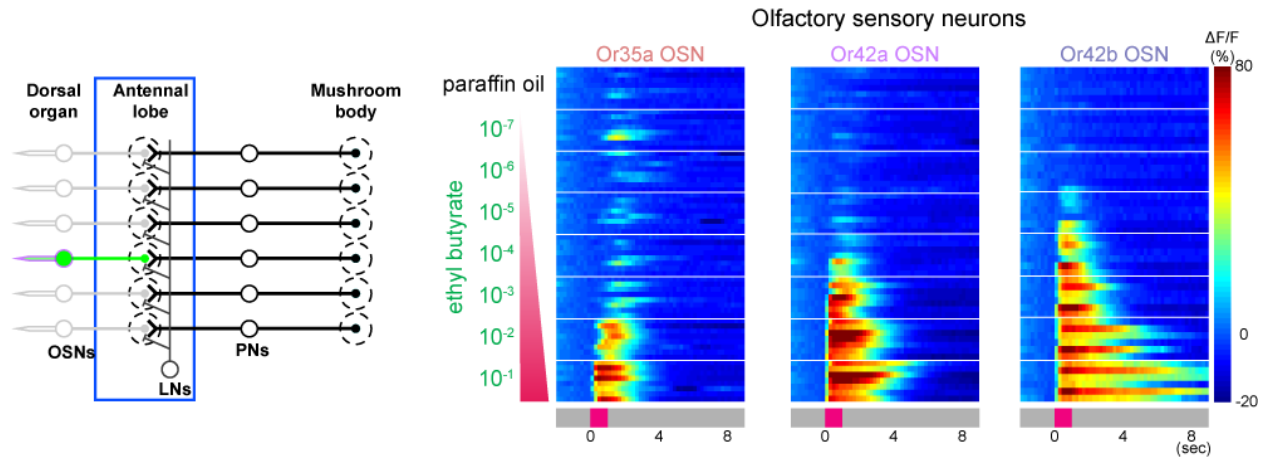 Olfactory sensory neurons
Dorsal organ
Antennal lobe
Mushroom body
OSNs
LNs
PNs
paraffin oil
ethyl butyrate
10-7
10-6
10-5
10-4
10-3
10-2
10-1
Or35a OSN
Or42a OSN
Or42b OSN
0 4 8
0 4 8
0 4 8
(sec)
ΔF/F
(%)
80
0
-20